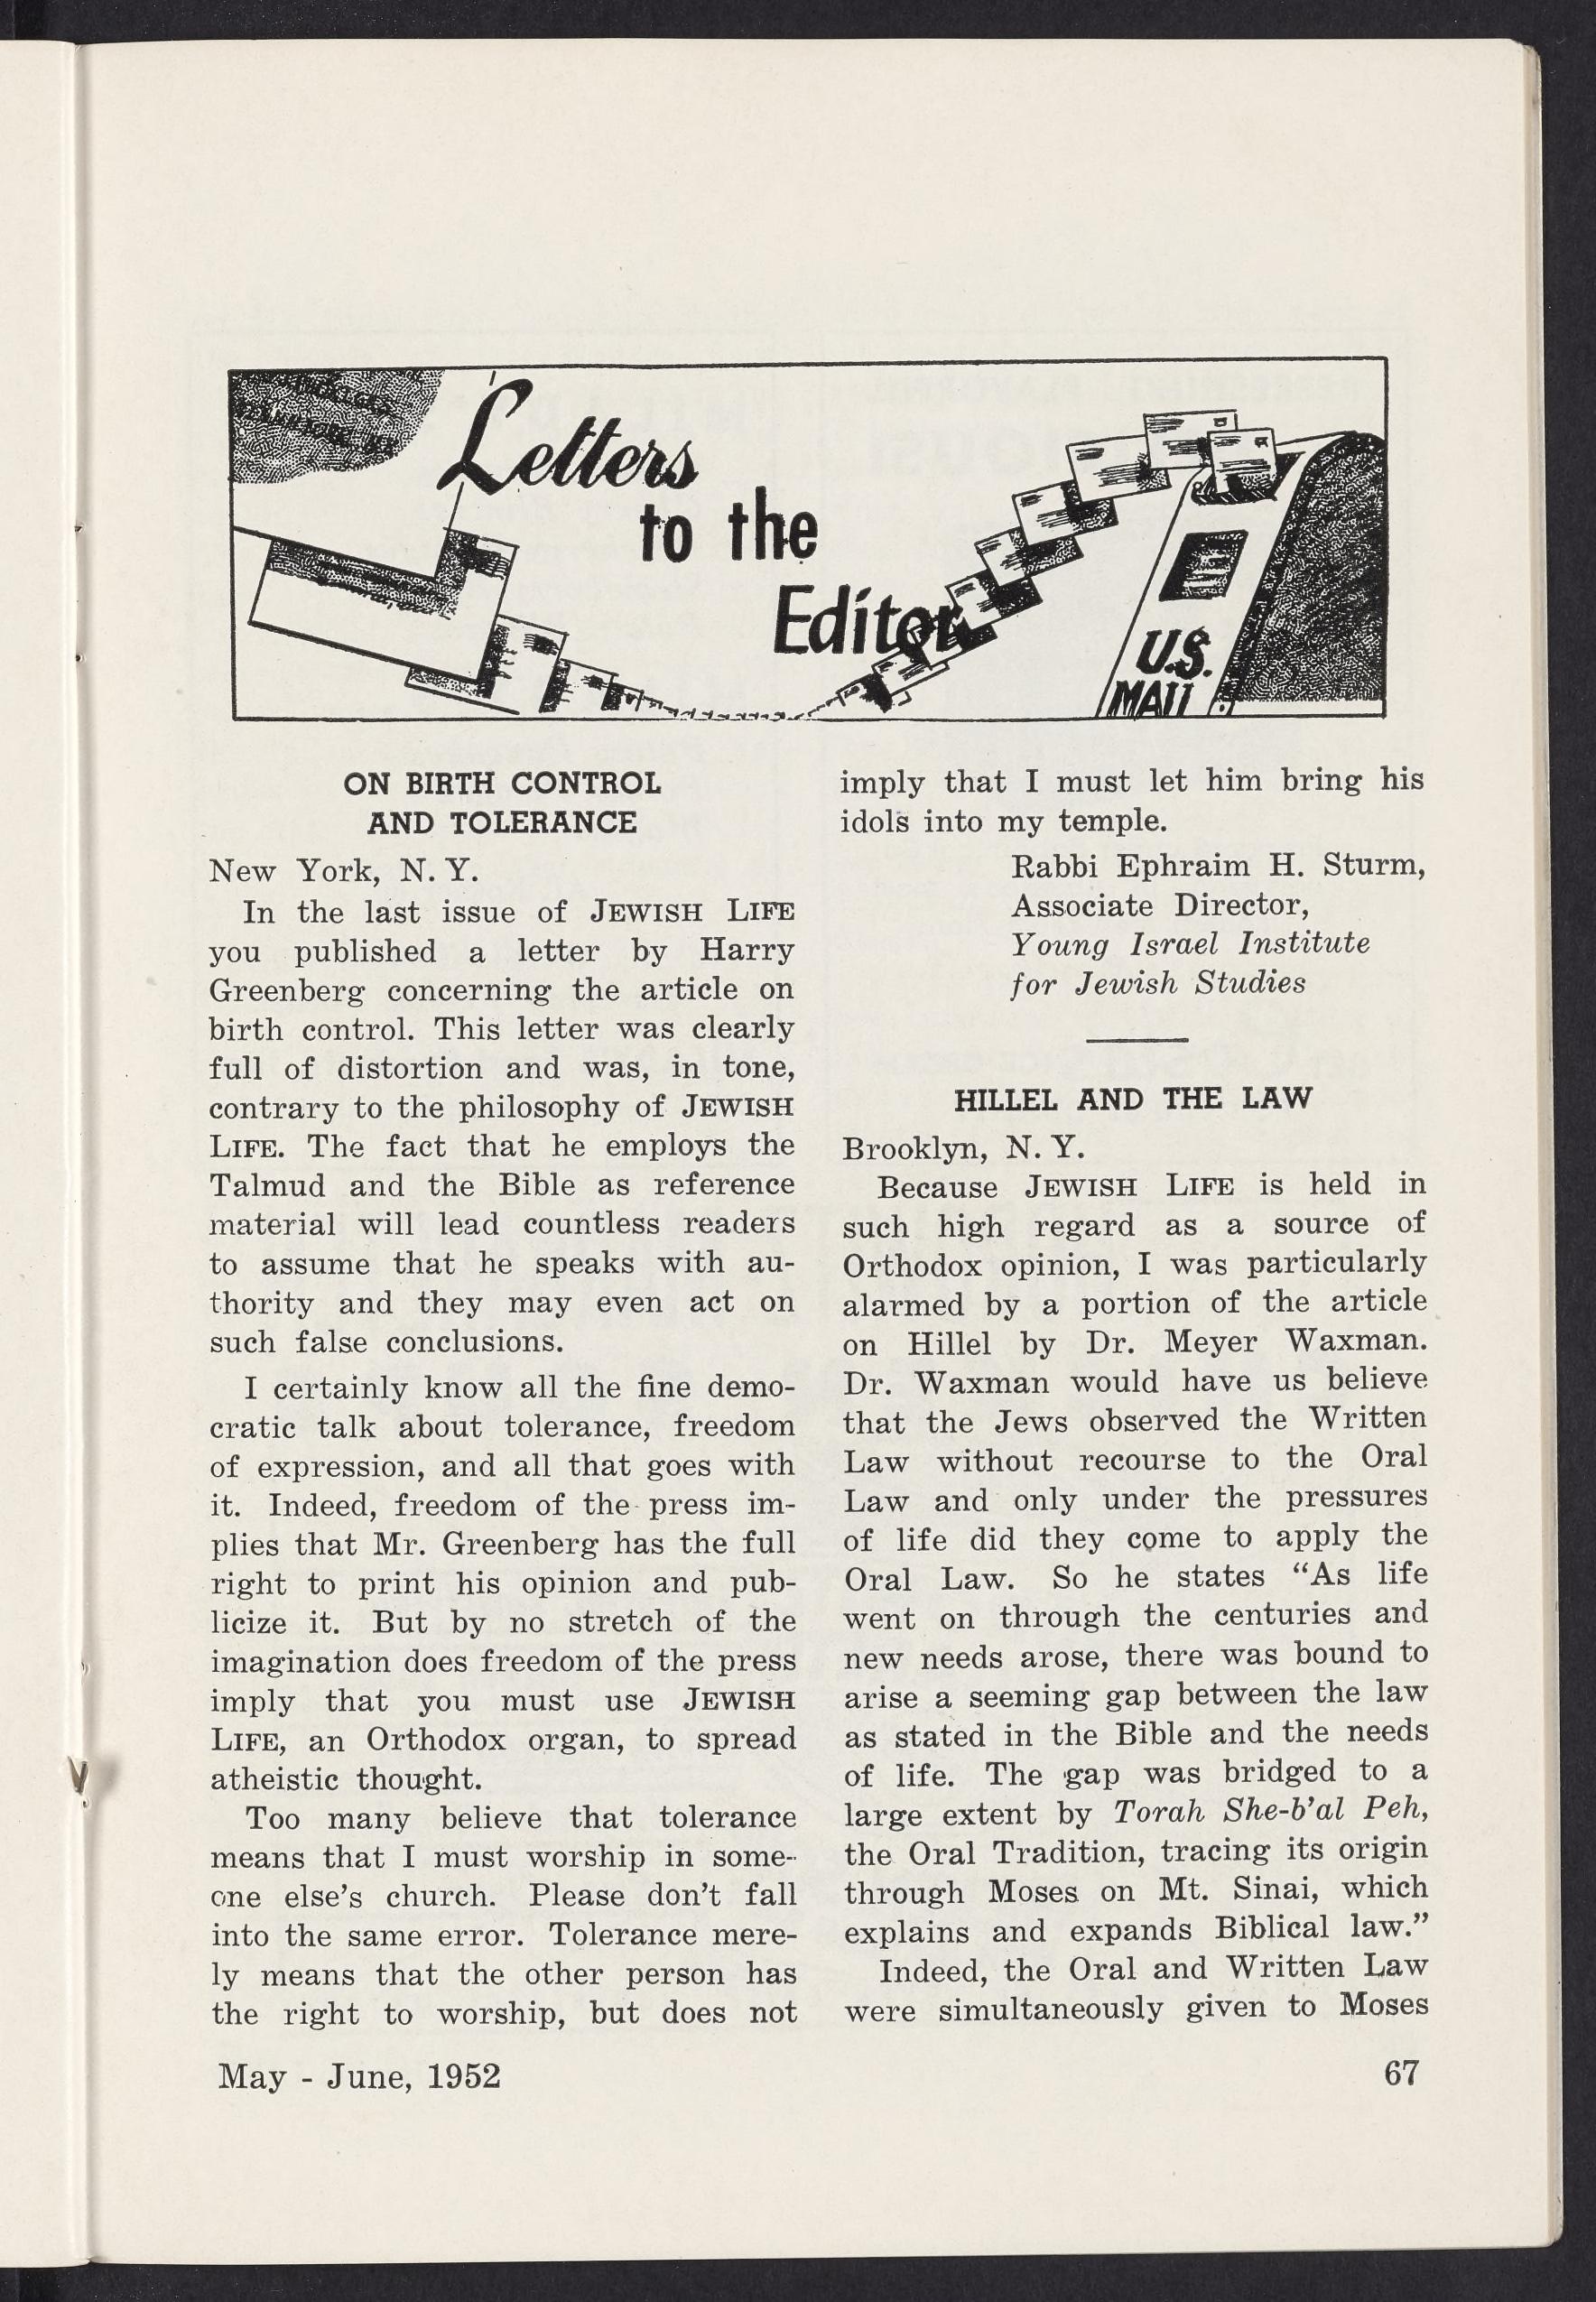 Letters
to the
Editor
U.S.
MAIL
ON BIRTH CONTROL
AND TOLERANCE
New York, N. Y.
In the last issue of JEWISH LIFE
you published a letter by Harry
Greenberg concerning the article on
birth control. This letter was clearly
full of distortion and was, in tone,
contrary to the philosophy of JEWISH
LIFE. The fact that he employs the
Talmud and the Bible as reference
material will lead countless readers
to assume that he speaks with au-
thority and they may even act on
such false conclusions.
I certainly know all the fine demo-
cratic talk about tolerance, freedom
of expression, and all that goes with
it. Indeed, freedom of the press im-
plies that Mr. Greenberg has the full
right to print his opinion and pub-
licize it. But by no stretch of the
imagination does freedom of the press
imply that you must use JEWISH
LIFE, an Orthodox organ, to spread
atheistic thought.
Too many believe that tolerance
means that I must worship in some-
one else's church. Please don't fall
into the same error. Tolerance mere-
ly means that the other person has
the right to worship, but does not
imply that I must let him bring his
idols into my temple.
Rabbi Ephraim H. Sturm,
Associate Director,
Young Israel Institute
for Jewish Studies
HILLEL AND THE LAW
Brooklyn, N. Y.
Because JEWISH LIFE is held in
such high regard as a source of
Orthodox opinion, I was particularly
alarmed by a portion of the article
on Hillel by Dr. Meyer Waxman.
Dr. Waxman would have us believe
that the Jews observed the Written
Law without recourse to the Oral
Law and only under the pressures
of life did they come to apply the
Oral Law. So he states "As life
went on through the centuries and
new needs arose, there was bound to
arise a seeming gap between the law
as stated in the Bible and the needs
of life. The gap was bridged to a
large extent by Torah She-b'al Peh,
the Oral Tradition, tracing its origin
through Moses on Mt. Sinai, which
explains and expands Biblical law."
Indeed, the Oral and Written Law
were simultaneously given to Moses
May - June, 1952
67